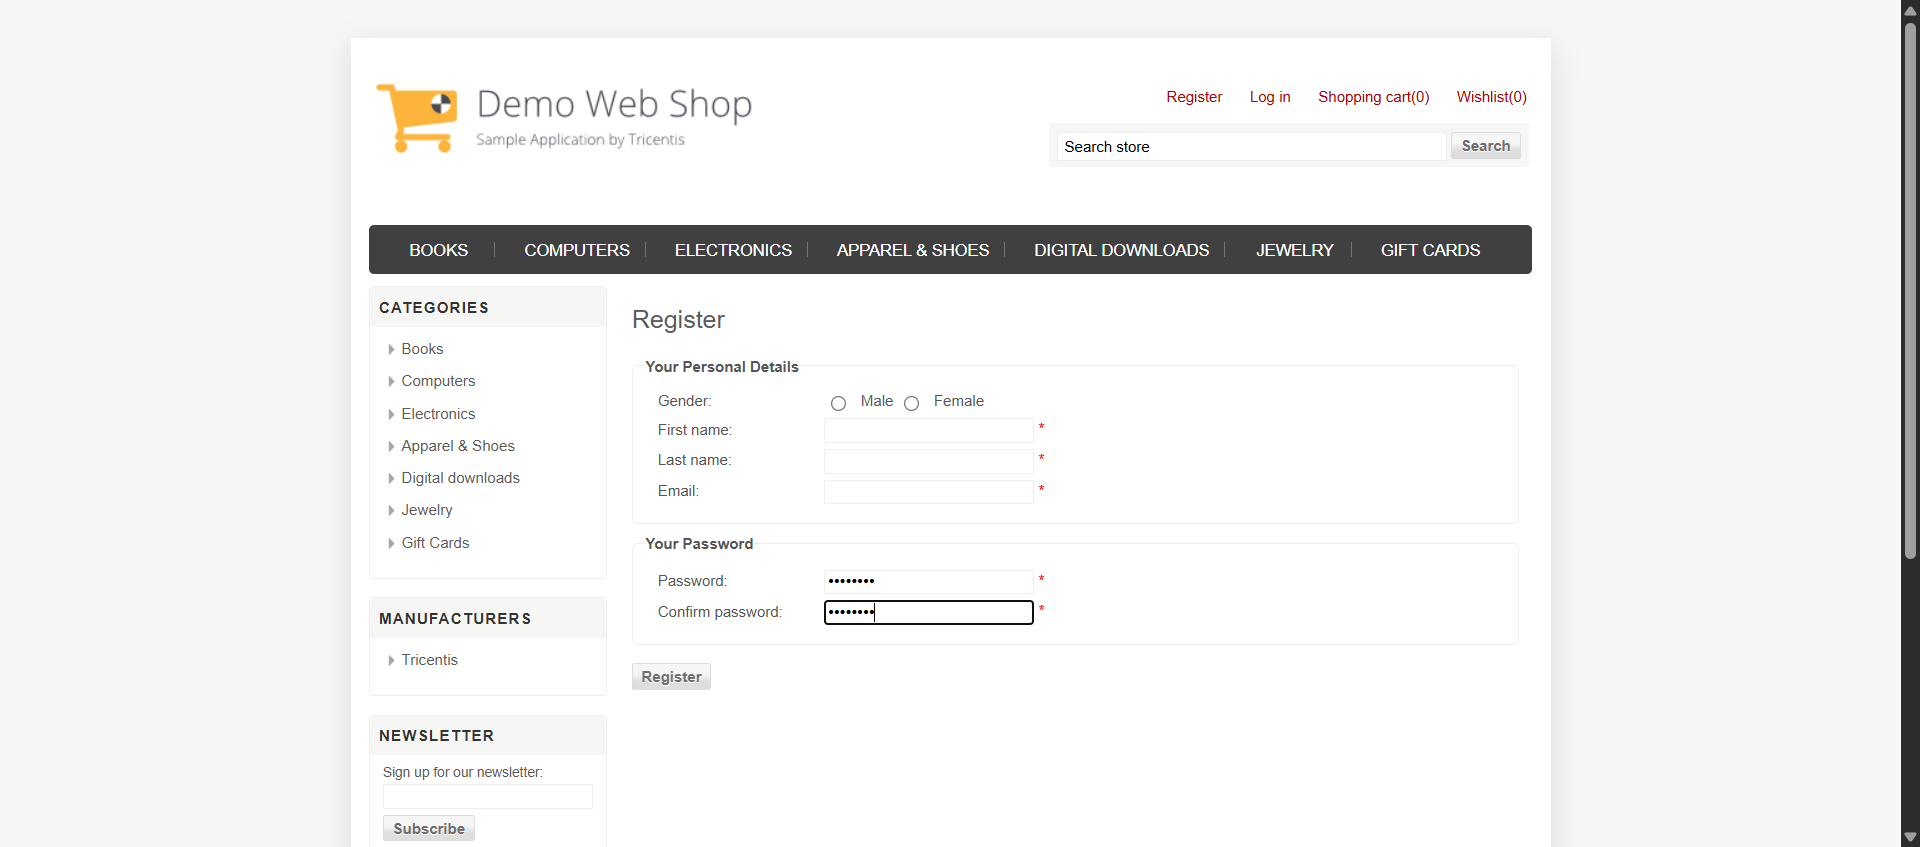 Demo Web Shop
Sample Application by Tricentis
Register Log in Shopping cart(0) Wishlist(0)
Search store Search
BOOKS COMPUTERS ELECTRONICS APPAREL & SHOES DIGITAL DOWNLOADS JEWELRY GIFT CARDS
CATEGORIES
Books
Computers
Electronics
Apparel & Shoes
Digital downloads
Jewelry
Gift Cards
MANUFACTURERS
Tricentis
NEWSLETTER
Sign up for our newsletter:
Subscribe
Register
Your Personal Details
Gender: Male Female
First name: *
Last name: *
Email: *
Your Password
Password: •••••••• *
Confirm password: •••••••• *
Register